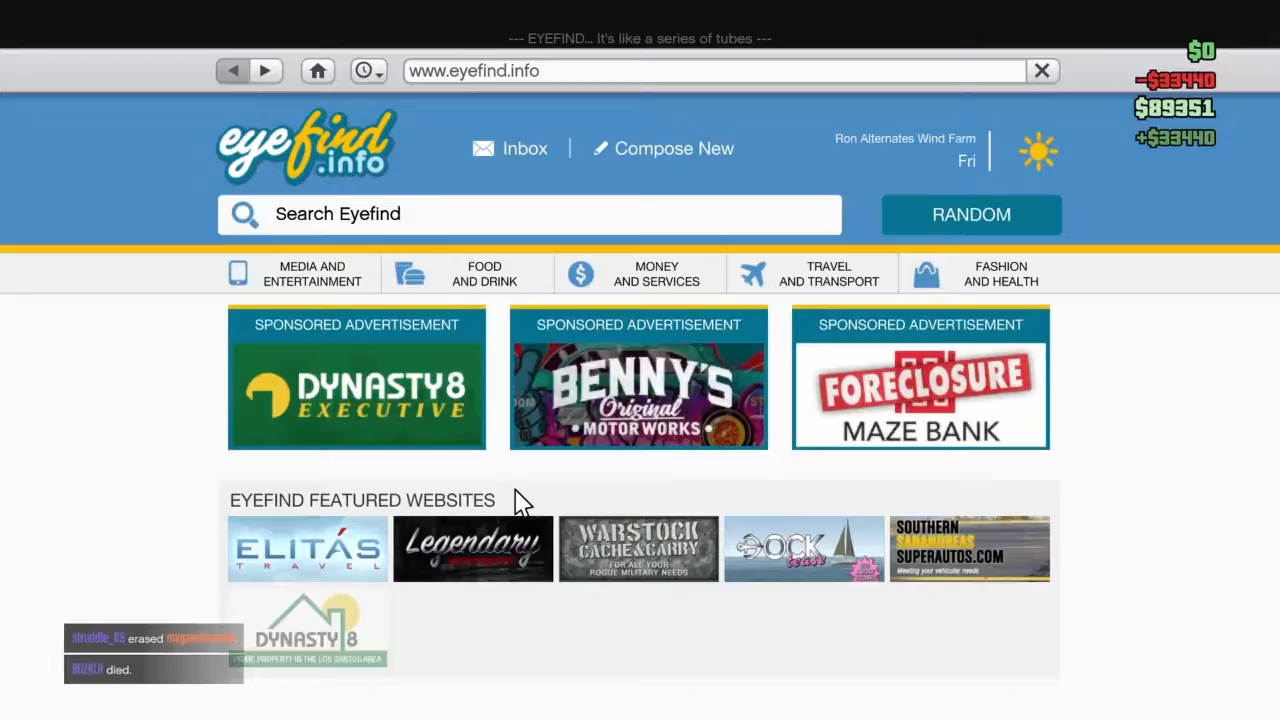 --- EYEFIND... It's like a series of tubes ---
www.eyefind.info
$0
-$33440
$89351
+$33440
eyefind
.info
Inbox
Compose New
Ron Alternates Wind Farm
Fri
Search Eyefind
RANDOM
MEDIA AND
ENTERTAINMENT
FOOD
AND DRINK
MONEY
AND SERVICES
TRAVEL
AND TRANSPORT
FASHION
AND HEALTH
SPONSORED ADVERTISEMENT
DYNASTY8
EXECUTIVE
SPONSORED ADVERTISEMENT
BENNY'S
Original
MOTOR WORKS
SPONSORED ADVERTISEMENT
FORECLOSURE
MAZE BANK
EYEFIND FEATURED WEBSITES
ELITÁS
TRAVEL
Legendary
WARSTOCK
CACHE&CARRY
FOR ALL YOUR
ROGUE MILITARY NEEDS
DOCK
tease
SOUTHERN
SANANDREAS
SUPERAUTOS.COM
Meeting your vehicular needs
DYNASTY 8
PRIME PROPERTY IN THE LOS SANTOS AREA
struddle_69 erased
died.